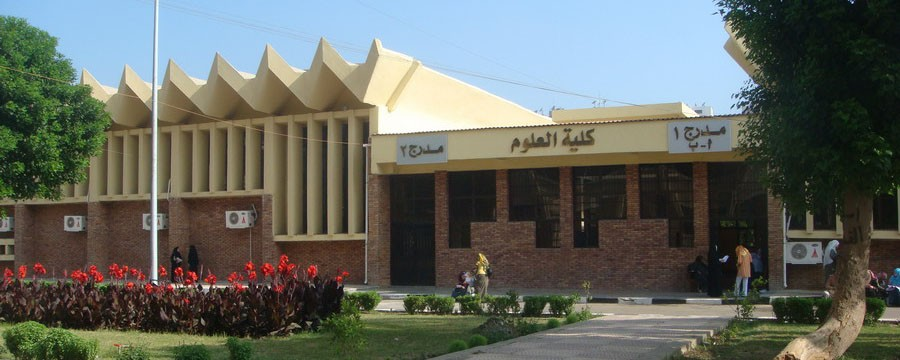 مدرج ١
أ - ب
كلية العلوم
مدرج ٢